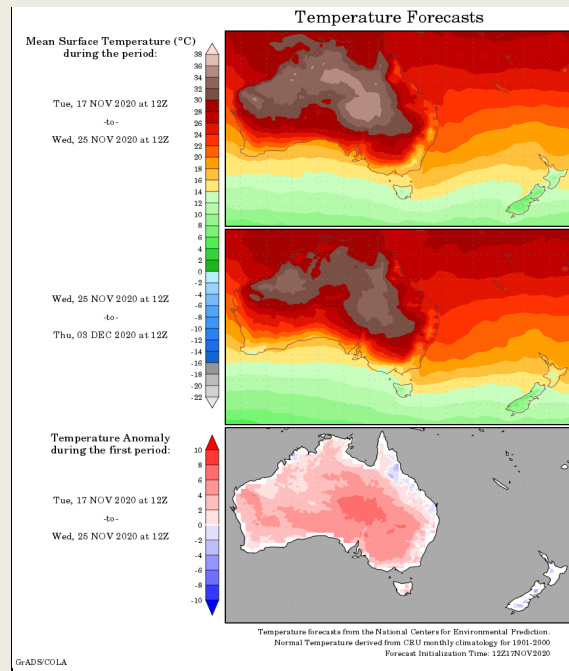 Temperature Forecasts
Mean Surface Temperature (°C)
during the period:
Tue, 17 NOV 2020 at 12Z
-to-
Wed, 25 NOV 2020 at 12Z
38
36
34
32
30
28
26
24
22
20
18
16
14
12
10
8
6
4
2
0
-2
-4
-6
-8
-10
-12
-14
-16
-18
-20
-22
Wed, 25 NOV 2020 at 12Z
-to-
Thu, 03 DEC 2020 at 12Z
Temperature Anomaly
during the first period:
Tue, 17 NOV 2020 at 12Z
-to-
Wed, 25 NOV 2020 at 12Z
10
8
6
4
2
0
-2
-4
-6
-8
-10
Temperature forecasts from the National Centers for Environmental Prediction.
Normal Temperature derived from CRU monthly climatology for 1901-2000
Forecast Initialization Time: 12Z17NOV2020
GrADS/COLA